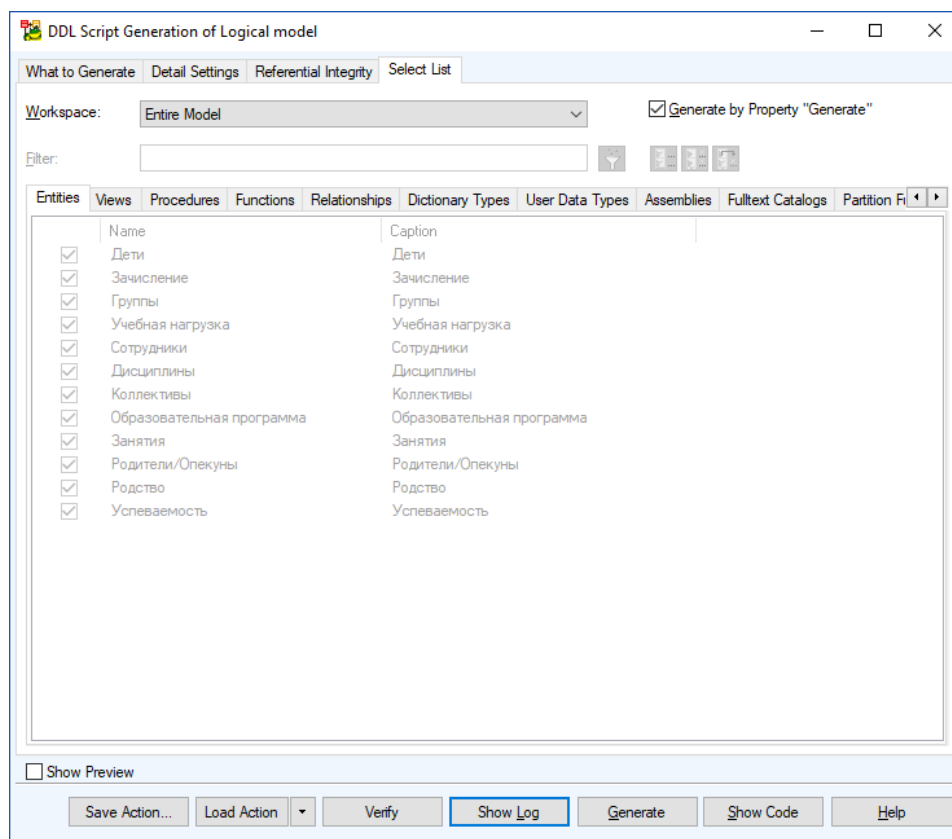 DDL Script Generation of Logical model
What to Generate Detail Settings Referential Integrity Select List
Workspace: Entire Model Generate by Property "Generate"
Filter:
Entities Views Procedures Functions Relationships Dictionary Types User Data Types Assemblies Fulltext Catalogs Partition
Name Caption
Дети Дети
Зачисление Зачисление
Группы Группы
Учебная нагрузка Учебная нагрузка
Сотрудники Сотрудники
Дисциплины Дисциплины
Коллективы Коллективы
Образовательная программа Образовательная программа
Занятия Занятия
Родители/Опекуны Родители/Опекуны
Родство Родство
Успеваемость Успеваемость
Show Preview
Save Action... Load Action Verify Show Log Generate Show Code Help